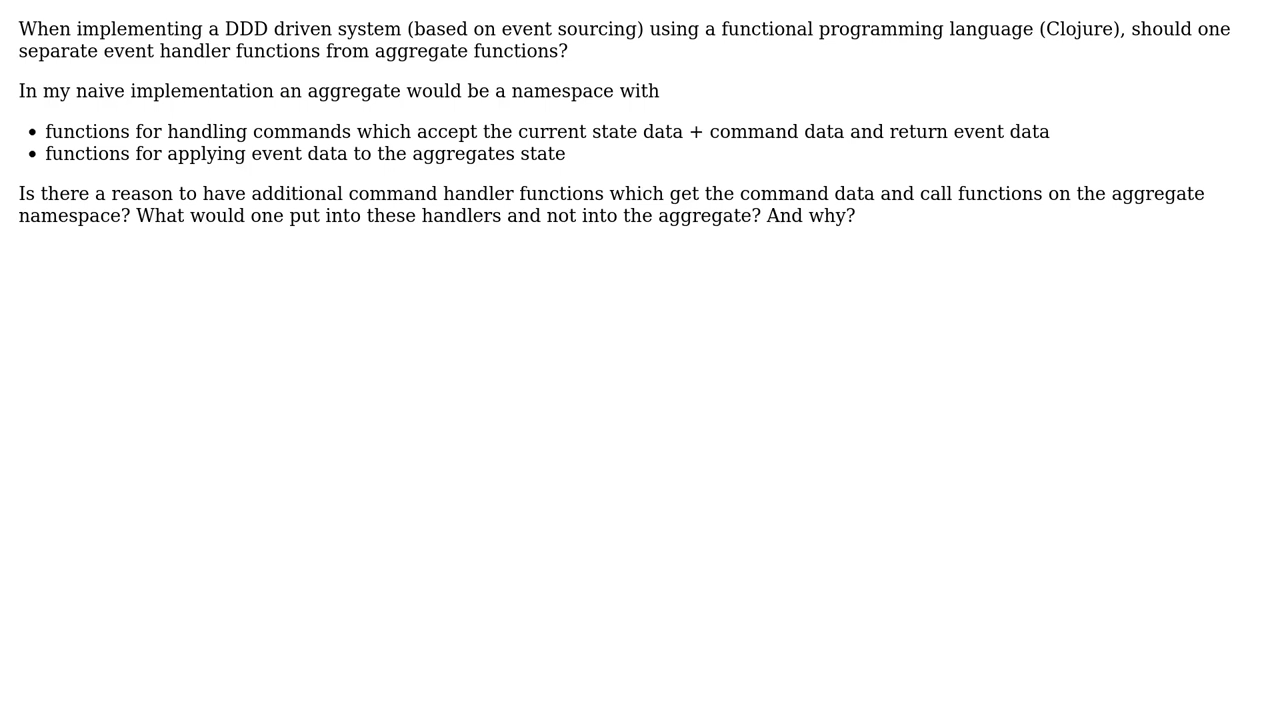 When implementing a DDD driven system (based on event sourcing) using a functional programming language (Clojure), should one
separate event handler functions from aggregate functions?
In my naive implementation an aggregate would be a namespace with
• functions for handling commands which accept the current state data + command data and return event data
• functions for applying event data to the aggregates state
Is there a reason to have additional command handler functions which get the command data and call functions on the aggregate
namespace? What would one put into these handlers and not into the aggregate? And why?